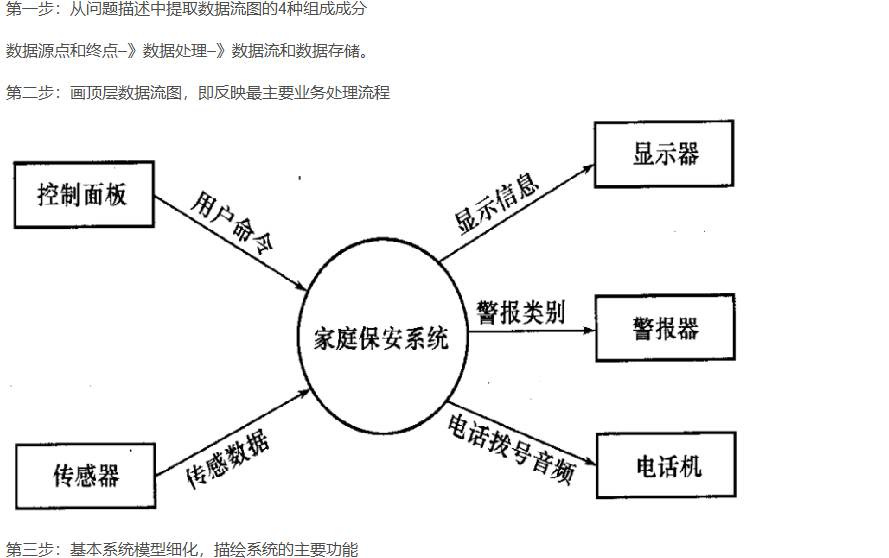 第一步：从问题描述中提取数据流图的4种组成成分
数据源点和终点–》数据处理–》数据流和数据存储。
第二步：画顶层数据流图，即反映最主要业务处理流程
显示器
控制面板
用户命令
显示信息
警报类别
警报器
家庭保安系统
传感数据
电话拨号音频
电话机
传感器
第三步：基本系统模型细化，描绘系统的主要功能